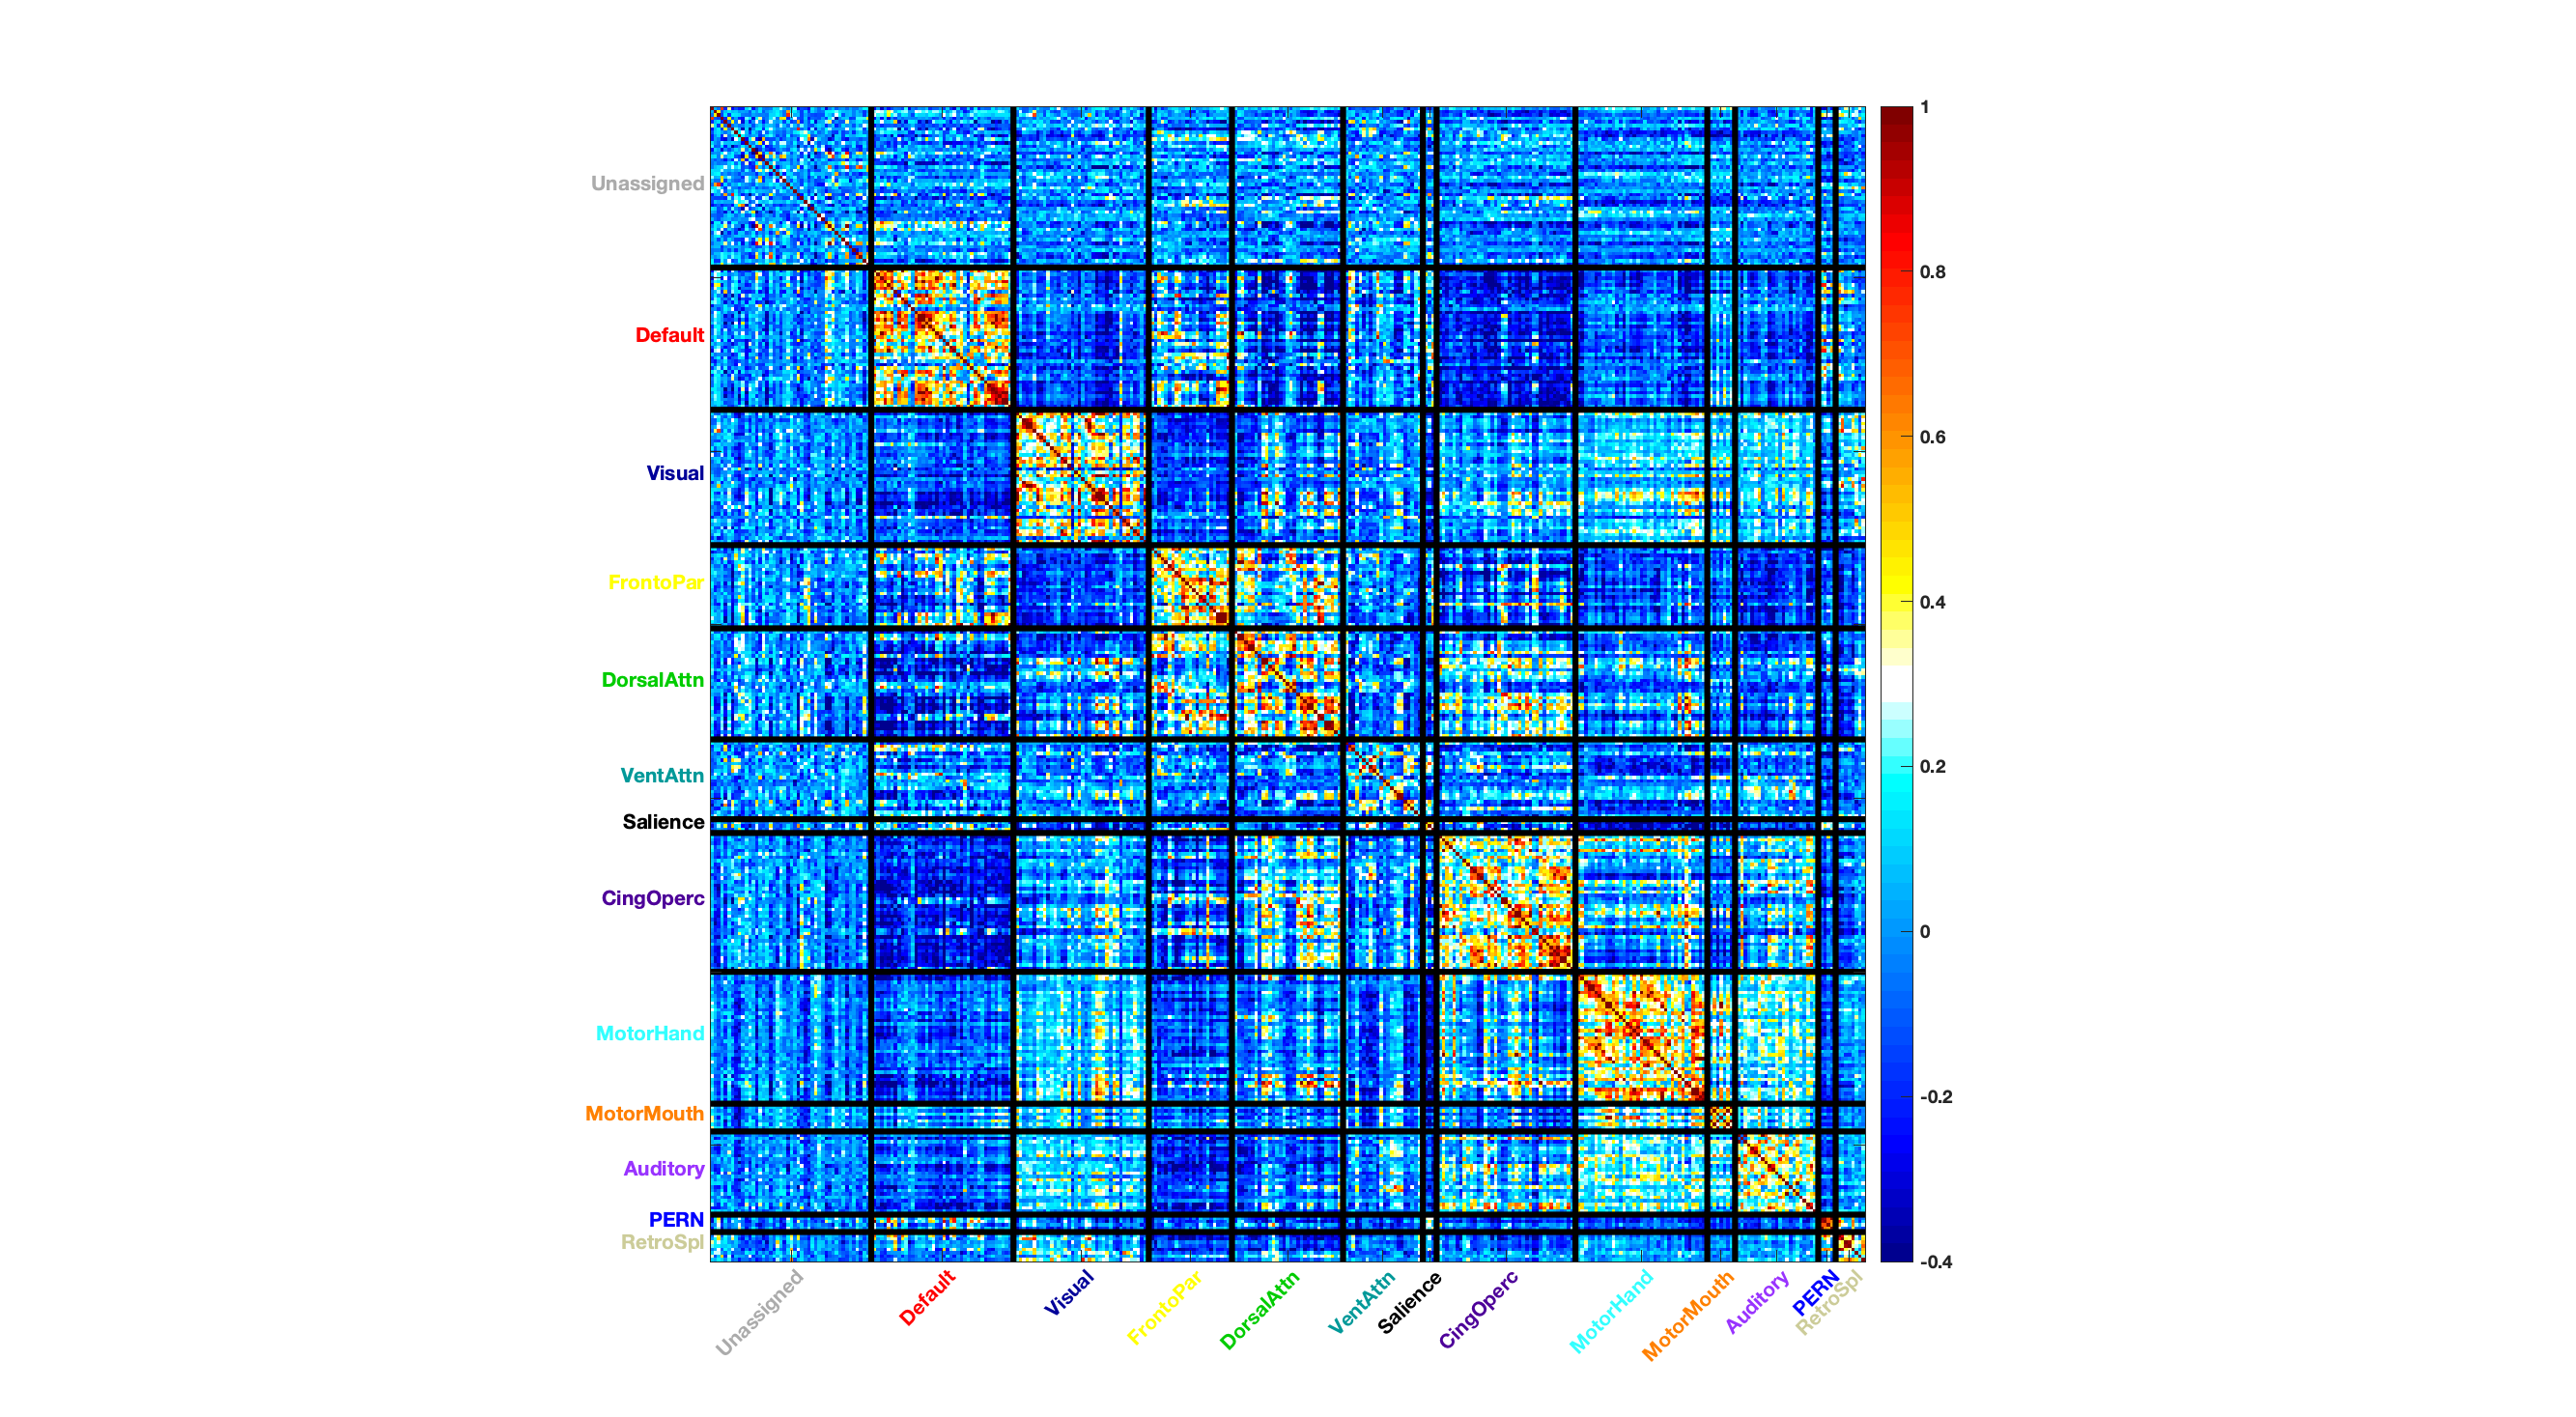 Unassigned
Default
Visual
FrontoPar
DorsalAttn
VentAttn
Salience
CingOperc
MotorHand
MotorMouth
Auditory
PERN
RetroSpl
Unassigned
Default
Visual
FrontoPar
DorsalAttn
VentAttn
Salience
CingOperc
MotorHand
MotorMouth
Auditory
PERN
RetroSpl
1
0.8
0.6
0.4
0.2
0
-0.2
-0.4